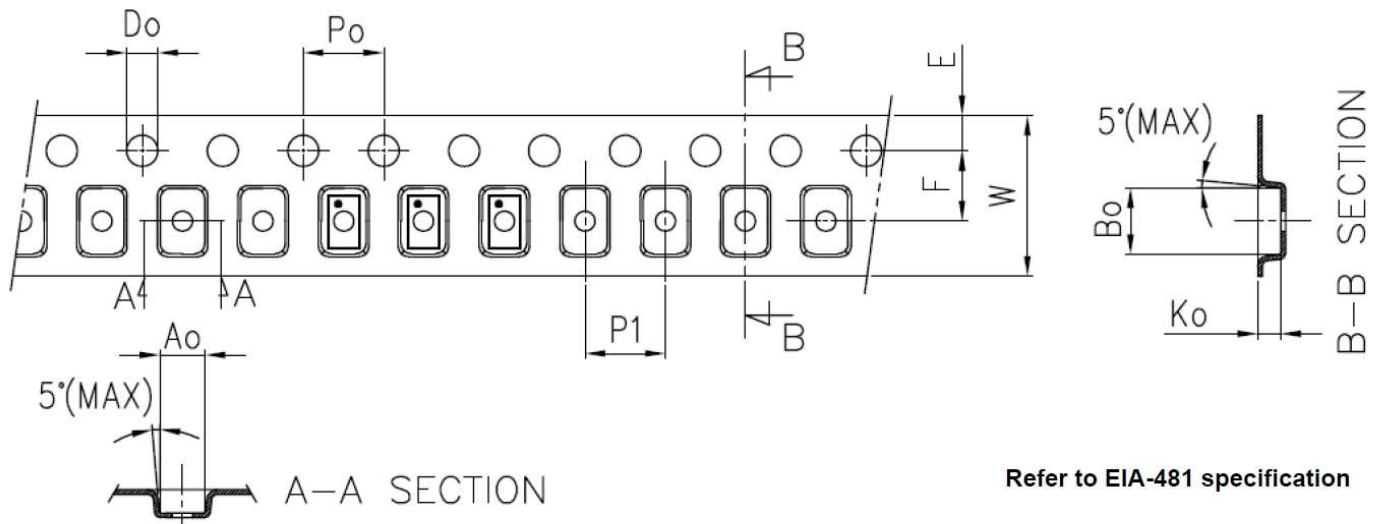 Do
Po
B
E
F
W
A
A
Ao
P1
B
5°(MAX)
A-A SECTION
5°(MAX)
Bo
Ko
B-B SECTION
Refer to EIA-481 specification